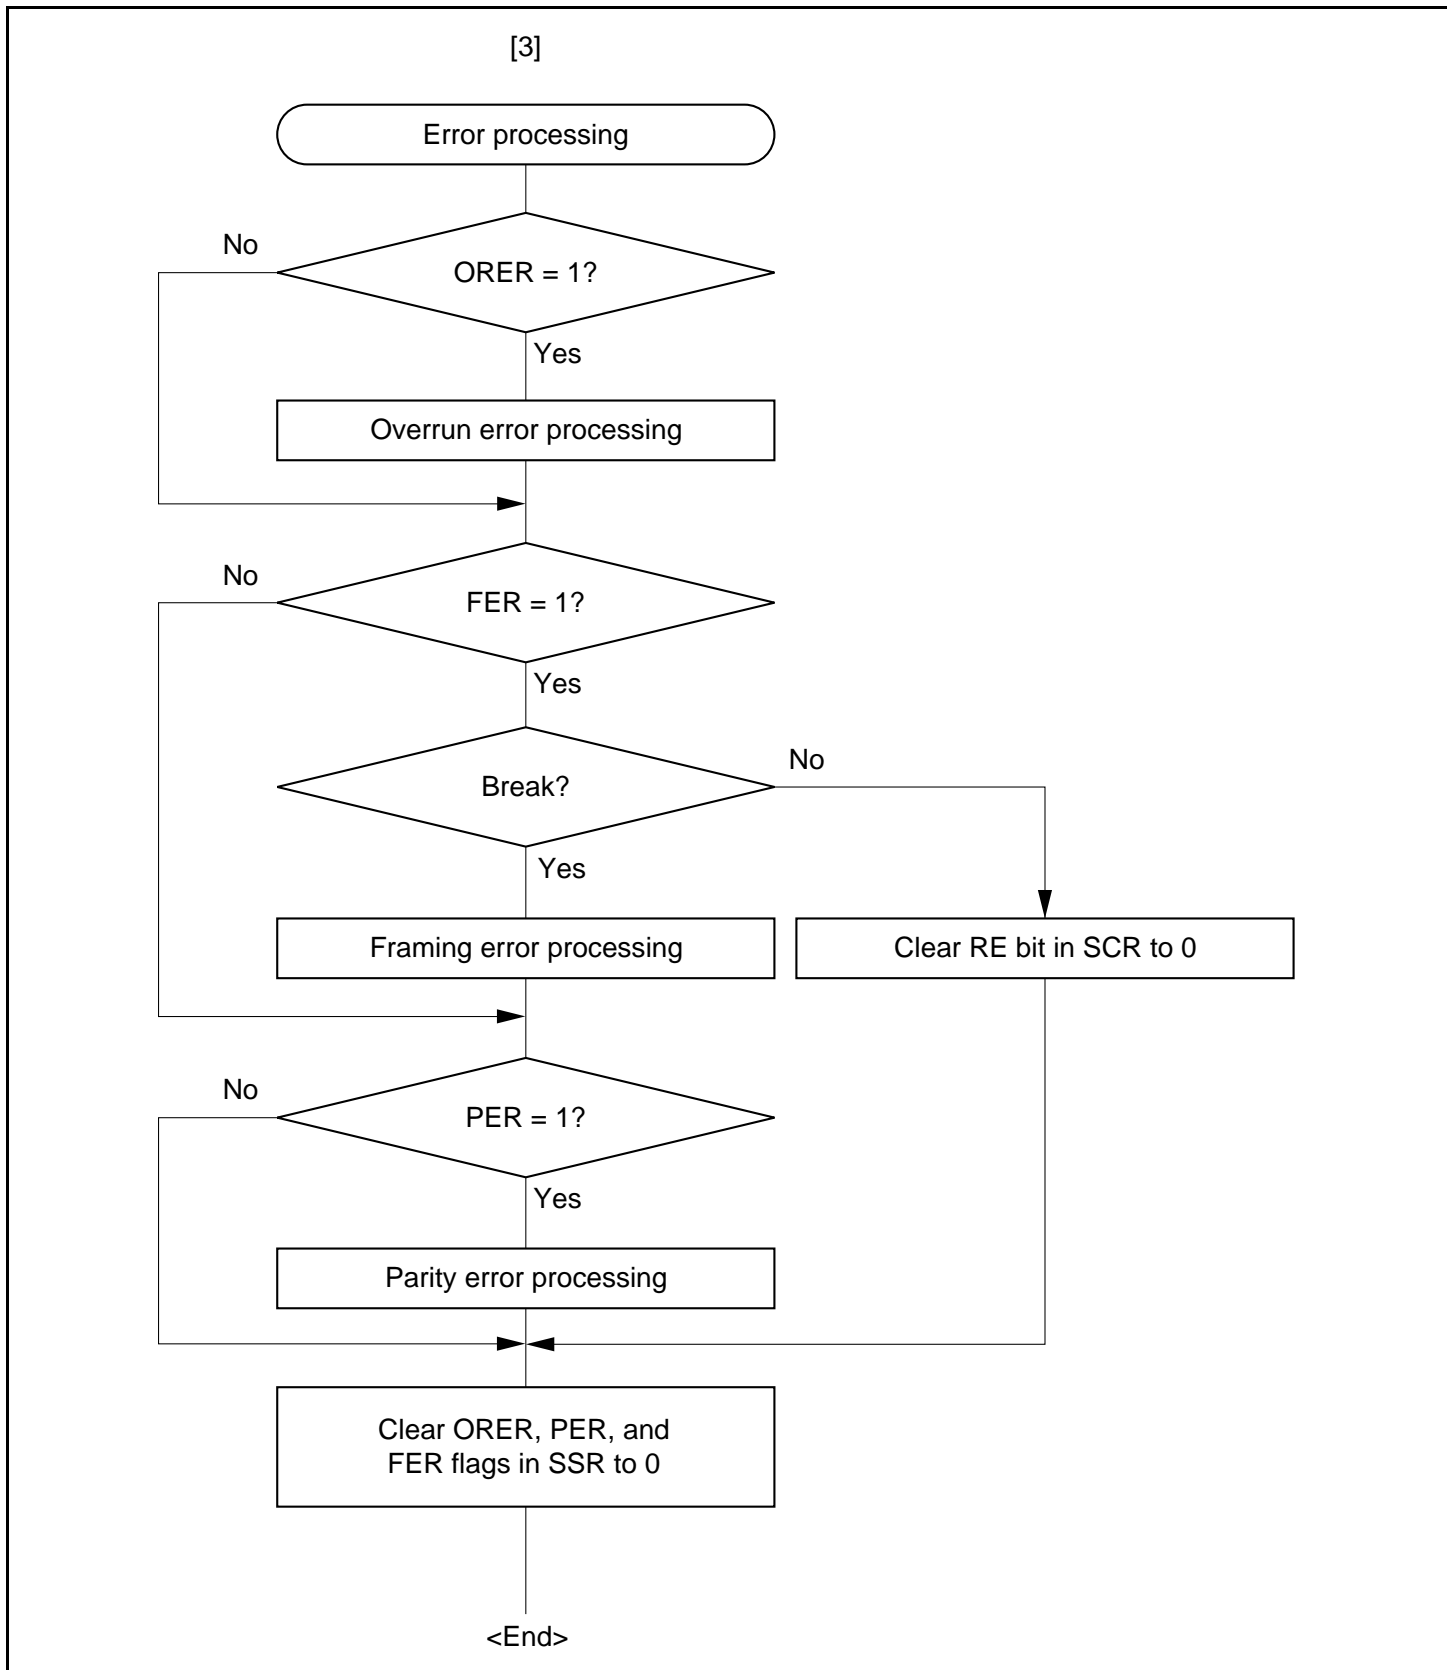 [3]
Error processing
No
ORER = 1?
Yes
Overrun error processing
No
FER = 1?
Yes
Break?
No
Yes
Framing error processing
Clear RE bit in SCR to 0
No
PER = 1?
Yes
Parity error processing
Clear ORER, PER, and
FER flags in SSR to 0
<End>